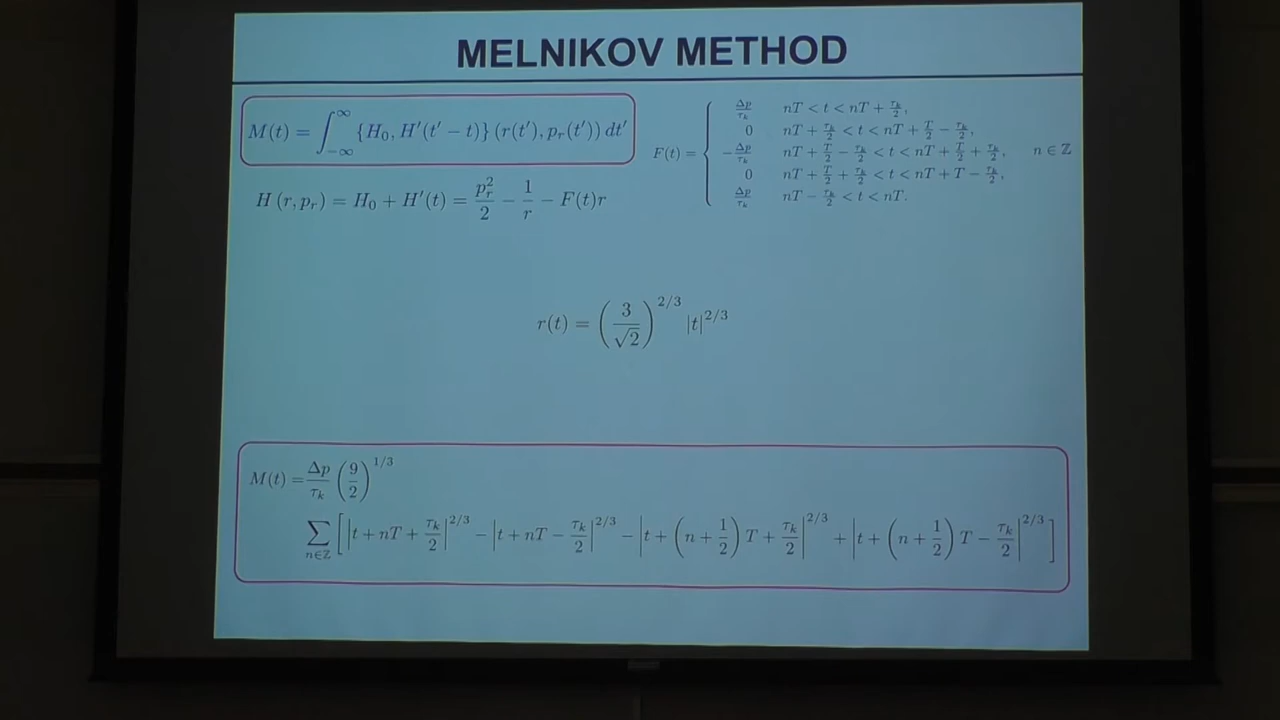 MELNIKOV METHOD
M(t) = ∫_{-∞}^{∞} {H₀, H′(t′ − t)} (r(t′), p_r(t′)) dt′
H (r, p_r) = H₀ + H′(t) = p_r²/2 − 1/r − F(t)r
F(t) = {
Δp/τ_k nT < t < nT + τ_k/2,
0 nT + τ_k/2 < t < nT + T/2 − τ_k/2,
−Δp/τ_k nT + T/2 − τ_k/2 < t < nT + T/2 + τ_k/2, n ∈ ℤ
0 nT + T/2 + τ_k/2 < t < nT + T − τ_k/2,
Δp/τ_k nT − τ_k/2 < t < nT.
r(t) = (3/√2)^{2/3} |t|^{2/3}
M(t) = Δp/τ_k (9/2)^{1/3}
∑_{n∈ℤ} [ |t + nT + τ_k/2|^{2/3} − |t + nT − τ_k/2|^{2/3} − |t + (n + 1/2) T + τ_k/2|^{2/3} + |t + (n + 1/2) T − τ_k/2|^{2/3} ]